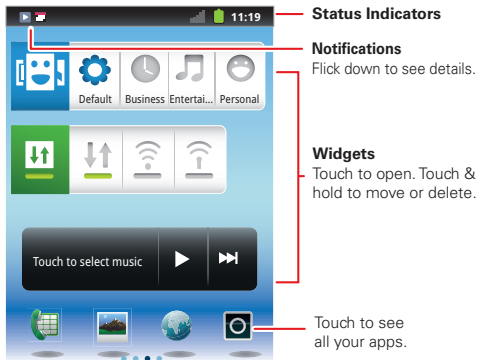 11:19
Status Indicators
Notifications
Flick down to see details.
Default Business Entertai... Personal
Widgets
Touch to open. Touch &
hold to move or delete.
Touch to select music
Touch to see
all your apps.